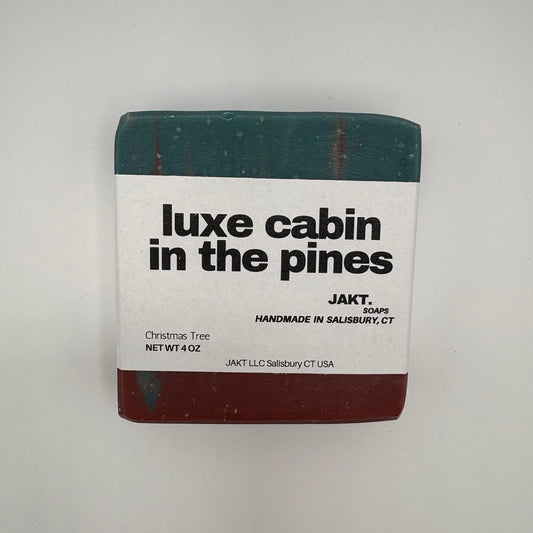 luxe cabin
in the pines
JAKT.
SOAPS
HANDMADE IN SALISBURY, CT
Christmas Tree
NET WT 4 OZ
JAKT LLC Salisbury CT USA